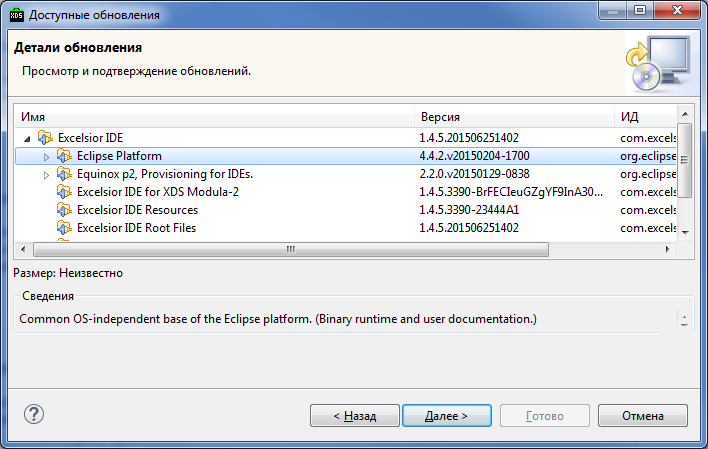 XDS Доступные обновления
Детали обновления
Просмотр и подтверждение обновлений.
Имя Версия ИД
Excelsior IDE 1.4.5.201506251402 com.excels
Eclipse Platform 4.4.2.v20150204-1700 org.eclipse
Equinox p2, Provisioning for IDEs. 2.2.0.v20150129-0838 org.eclipse
Excelsior IDE for XDS Modula-2 1.4.5.3390-BrFECIeuGZgYF9InA30... com.excels
Excelsior IDE Resources 1.4.5.3390-23444A1 com.excels
Excelsior IDE Root Files 1.4.5.201506251402 com.excels
Размер: Неизвестно
Сведения
Common OS-independent base of the Eclipse platform. (Binary runtime and user documentation.)
? < Назад Далее > Готово Отмена